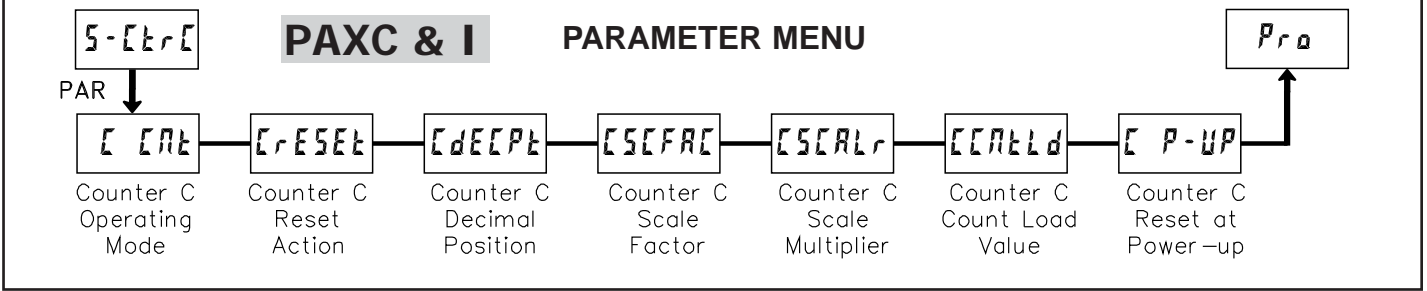 5-CtrC
PAXC & I PARAMETER MENU
Pro
PAR
C CNt
CrESEt
CdECPt
CSCFAC
CSCALr
CCNtLd
C P-UP
Counter C
Operating
Mode
Counter C
Reset
Action
Counter C
Decimal
Position
Counter C
Scale
Factor
Counter C
Scale
Multiplier
Counter C
Count Load
Value
Counter C
Reset at
Power-up